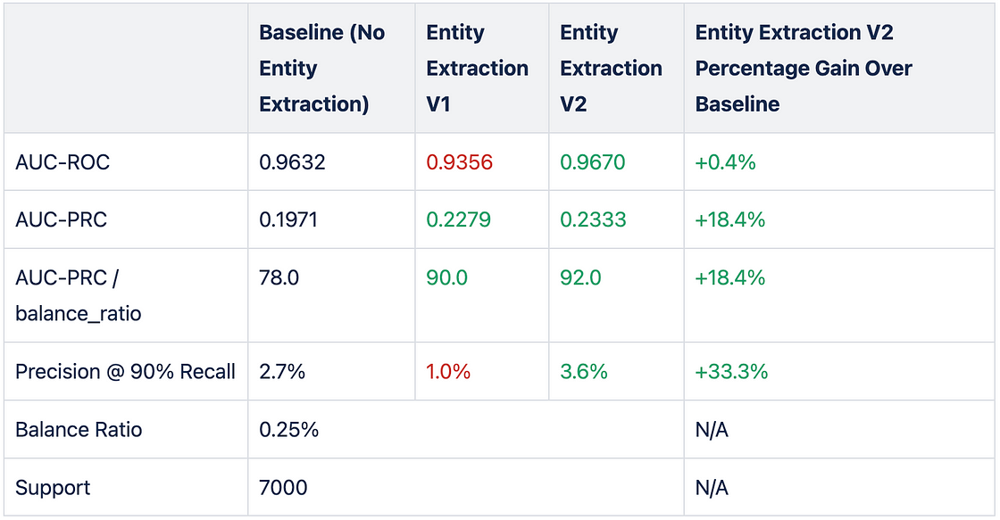 Baseline (No
Entity
Extraction)
Entity
Extraction
V1
Entity
Extraction
V2
Entity Extraction V2
Percentage Gain Over
Baseline
AUC-ROC 0.9632 0.9356 0.9670 +0.4%
AUC-PRC 0.1971 0.2279 0.2333 +18.4%
AUC-PRC /
balance_ratio
78.0 90.0 92.0 +18.4%
Precision @ 90% Recall 2.7% 1.0% 3.6% +33.3%
Balance Ratio 0.25% N/A
Support 7000 N/A